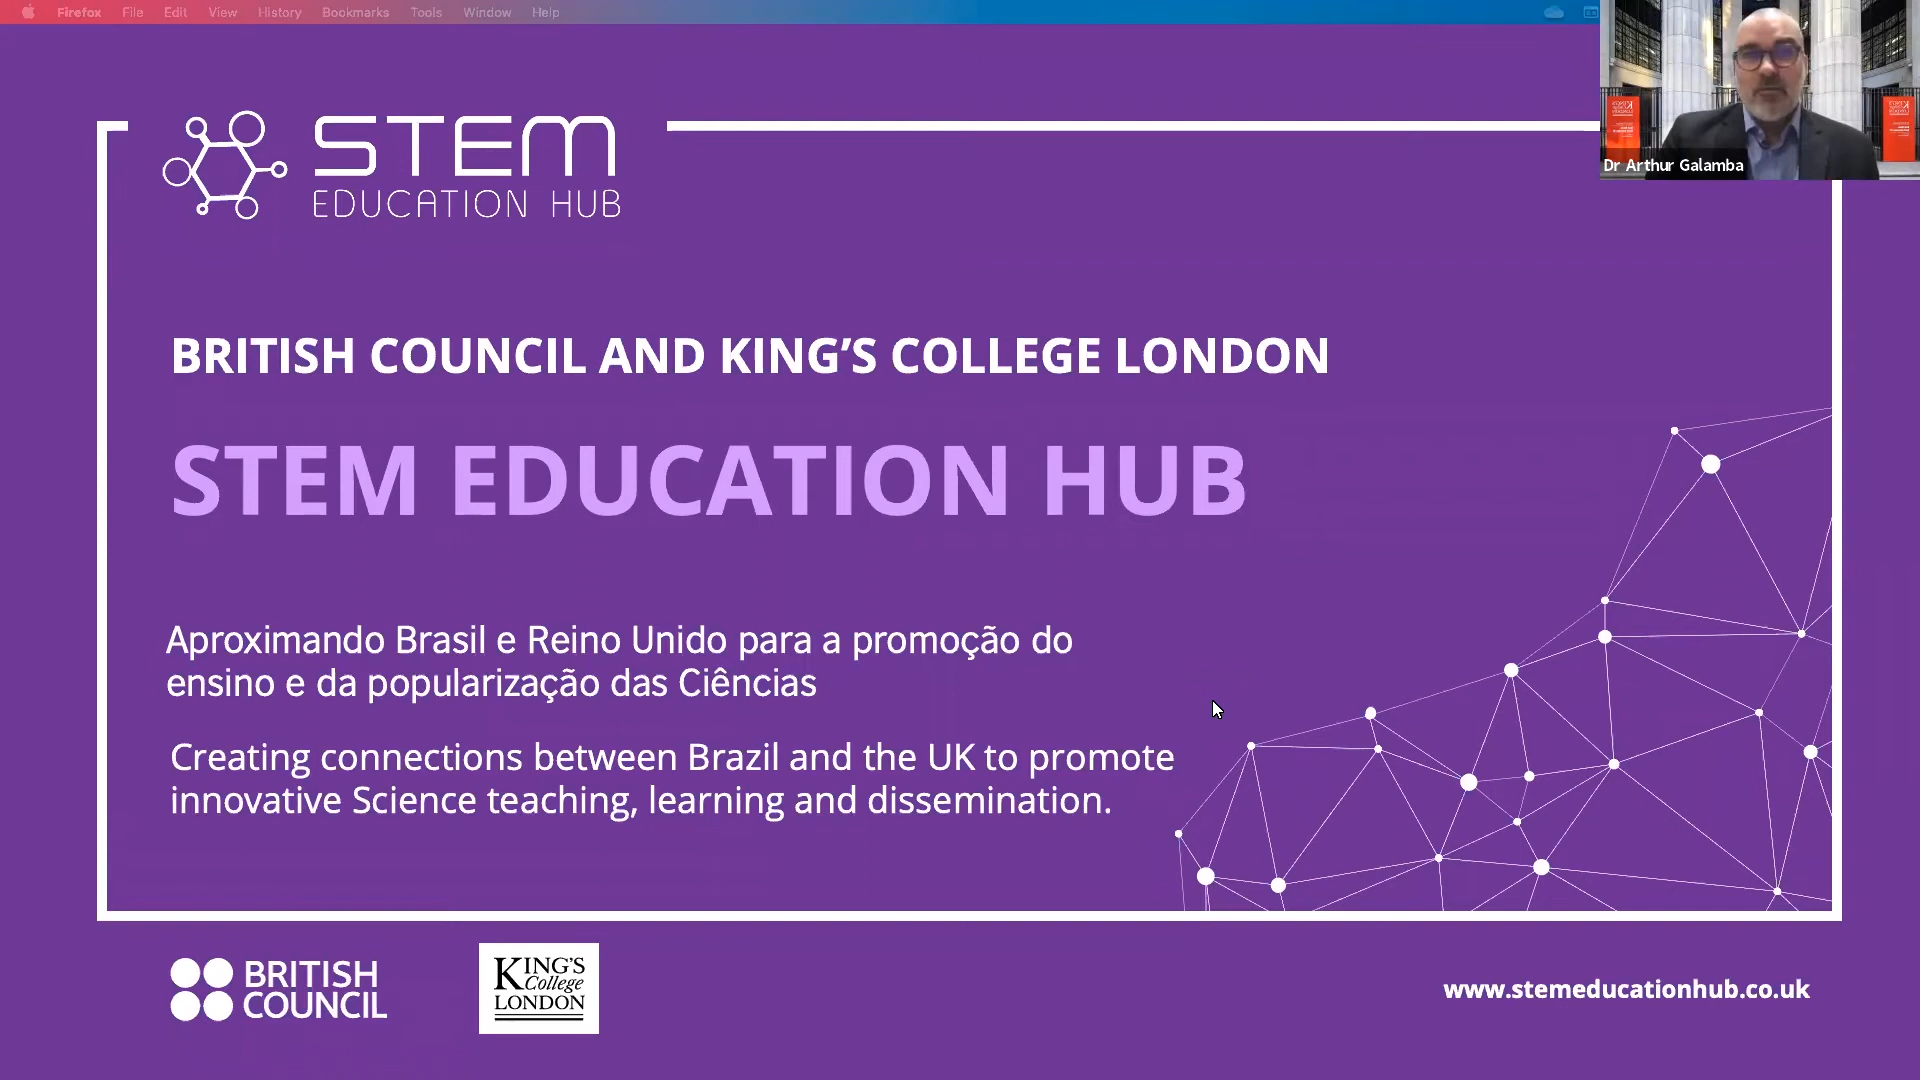 Firefox File Edit View History Bookmarks Tools Window Help
STEM
EDUCATION HUB
Dr Arthur Galamba
BRITISH COUNCIL AND KING’S COLLEGE LONDON
STEM EDUCATION HUB
Aproximando Brasil e Reino Unido para a promoção do
ensino e da popularização das Ciências
Creating connections between Brazil and the UK to promote
innovative Science teaching, learning and dissemination.
BRITISH
COUNCIL
KING'S
College
LONDON
www.stemeducationhub.co.uk